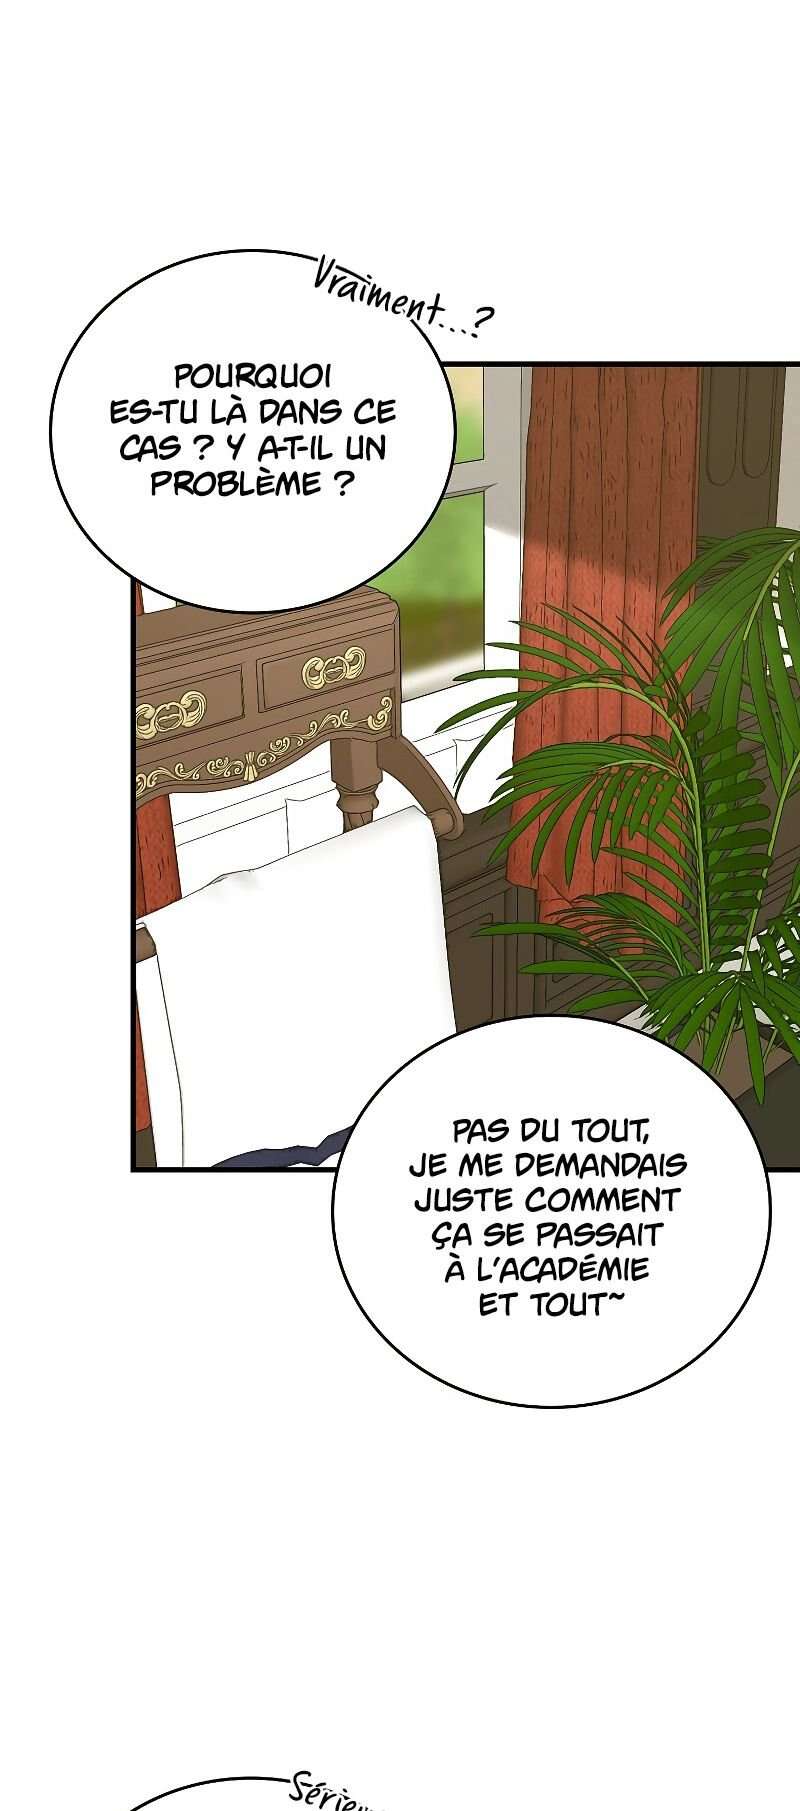 Vraiment...?
POURQUOI
ES-TU LÀ DANS CE
CAS ? Y A-T-IL UN
PROBLÈME ?
PAS DU TOUT,
JE ME DEMANDAIS
JUSTE COMMENT
ÇA SE PASSAIT
À L'ACADÉMIE
ET TOUT~